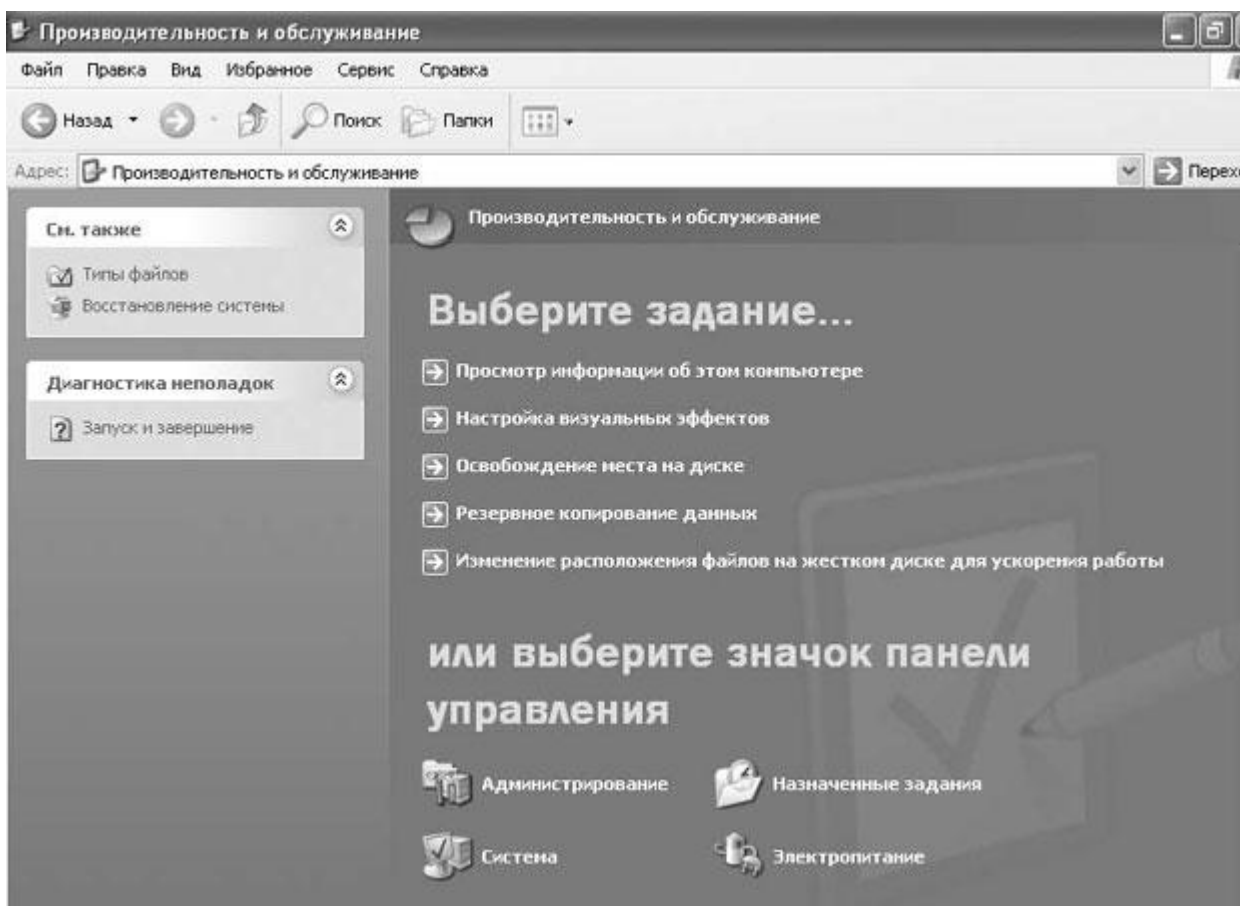 Производительность и обслуживание
Файл Правка Вид Избранное Сервис Справка
Назад Поиск Папки
Адрес: Производительность и обслуживание
См. также
Типы файлов
Восстановление системы
Диагностика неполадок
Запуск и завершение
Производительность и обслуживание
Выберите задание...
Просмотр информации об этом компьютере
Настройка визуальных эффектов
Освобождение места на диске
Резервное копирование данных
Изменение расположения файлов на жестком диске для ускорения работы
или выберите значок панели
управления
Администрирование Назначенные задания
Система Электропитание